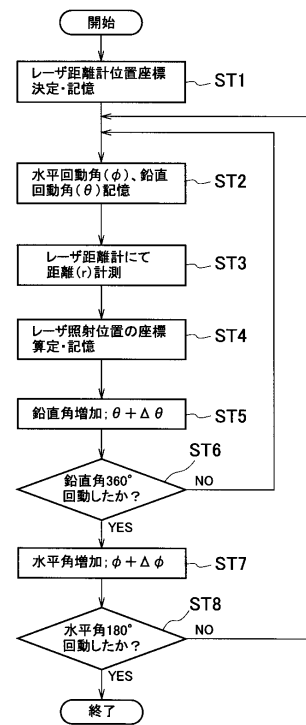 開始
レーザ距離計位置座標
決定・記憶
ST1
水平回動角(φ)、鉛直
回動角(θ)記憶
ST2
レーザ距離計にて
距離(r)計測
ST3
レーザ照射位置の座標
算定・記憶
ST4
鉛直角増加;θ+Δθ
ST5
ST6
鉛直角360°
回動したか?
NO
YES
水平角増加;φ+Δφ
ST7
ST8
水平角180°
回動したか?
NO
YES
終了